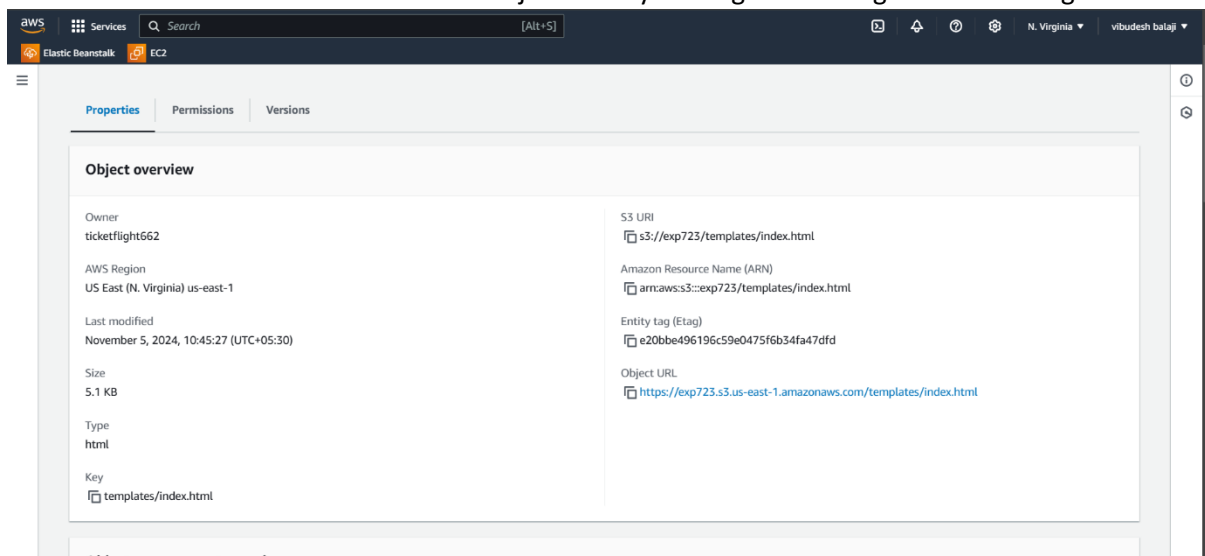 aws Services Search [Alt+S] N. Virginia ▼ vibudesh balaji ▼
Elastic Beanstalk EC2
Properties Permissions Versions
Object overview
Owner
ticketflight662
AWS Region
US East (N. Virginia) us-east-1
Last modified
November 5, 2024, 10:45:27 (UTC+05:30)
Size
5.1 KB
Type
html
Key
templates/index.html
S3 URI
s3://exp723/templates/index.html
Amazon Resource Name (ARN)
arn:aws:s3:::exp723/templates/index.html
Entity tag (Etag)
e20bbe496196c59e0475f6b34fa47dfd
Object URL
https://exp723.s3.us-east-1.amazonaws.com/templates/index.html